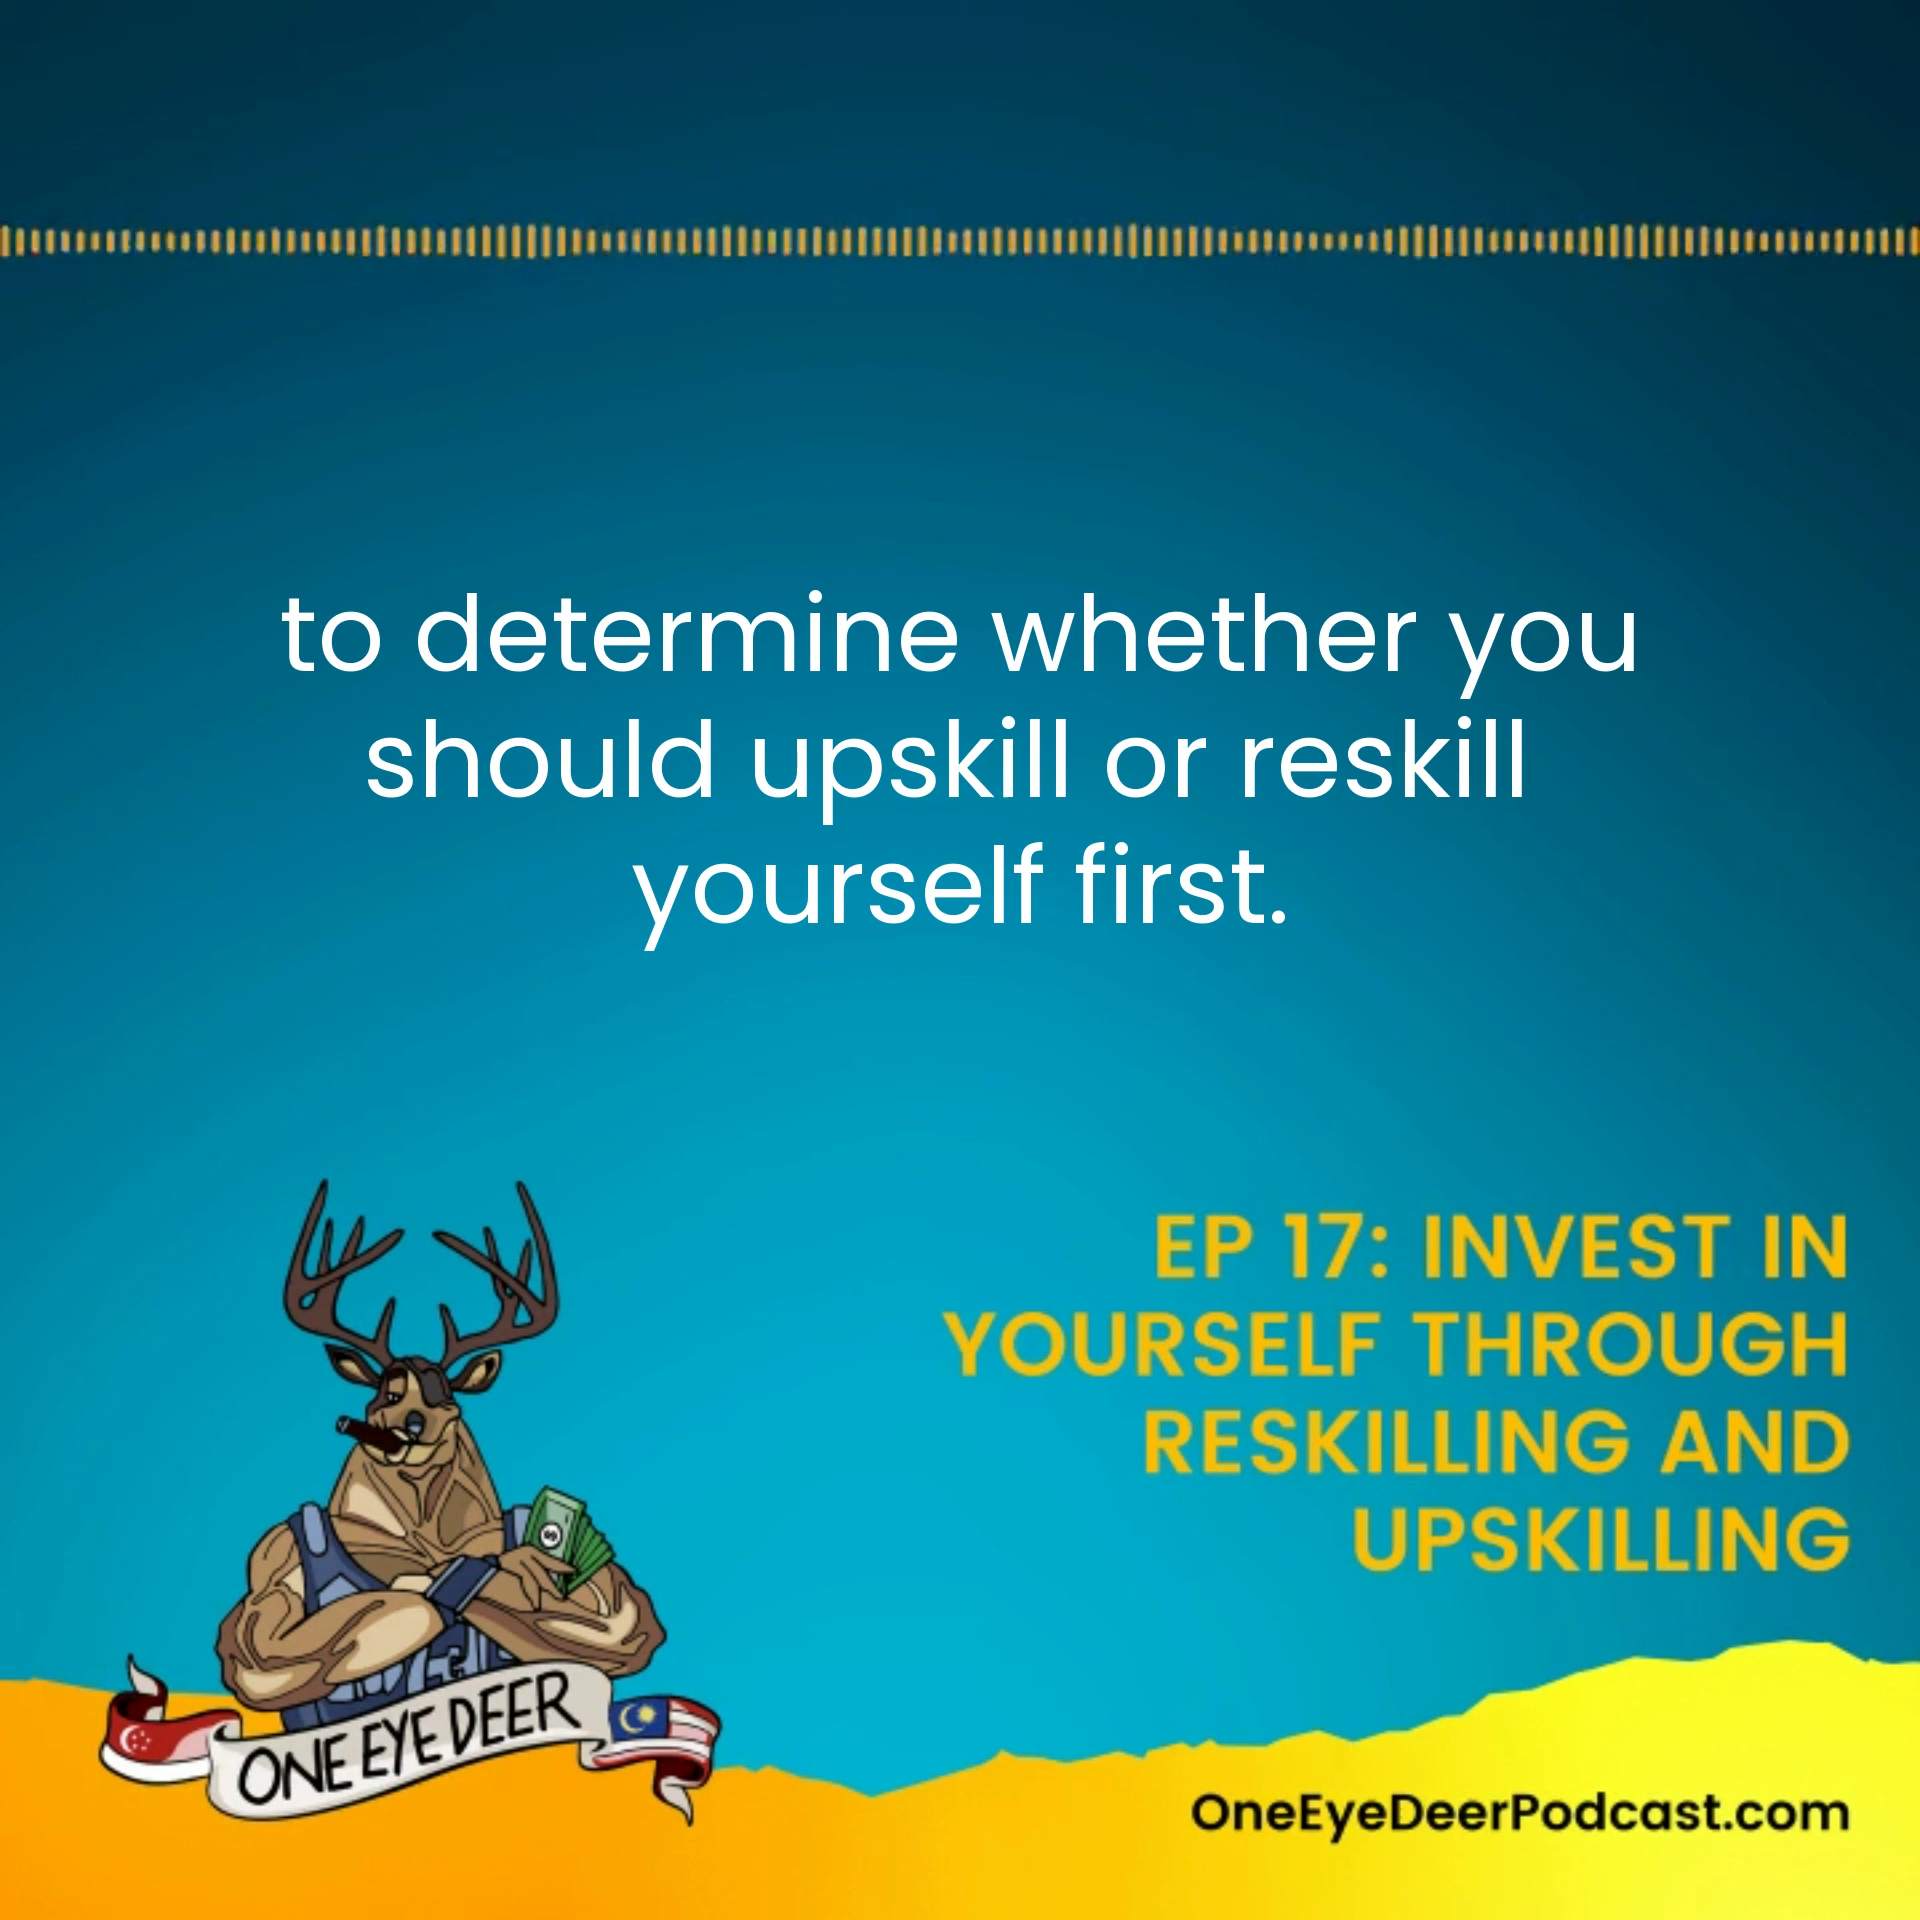 to determine whether you
should upskill or reskill
yourself first.
EP 17: INVEST IN
YOURSELF THROUGH
RESKILLING AND
UPSKILLING
ONE EYE DEER
OneEyeDeerPodcast.com